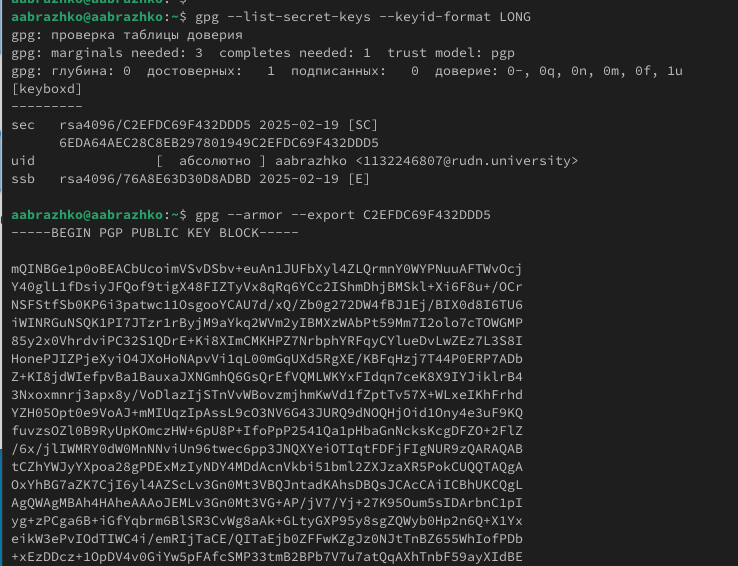 aabrazhko@aabrazhko:~$ gpg --list-secret-keys --keyid-format LONG
gpg: проверка таблицы доверия
gpg: marginals needed: 3  completes needed: 1  trust model: pgp
gpg: глубина: 0  достоверных:   1  подписанных:   0  доверие: 0-, 0q, 0n, 0m, 0f, 1u
[keyboxd]
---------
sec   rsa4096/C2EFDC69F432DDD5 2025-02-19 [SC]
      6EDA64AEC28C8EB297801949C2EFDC69F432DDD5
uid               [  абсолютно ] aabrazhko <1132246807@rudn.university>
ssb   rsa4096/76A8E63D30D8ADBD 2025-02-19 [E]
aabrazhko@aabrazhko:~$ gpg --armor --export C2EFDC69F432DDD5
-----BEGIN PGP PUBLIC KEY BLOCK-----
mQINBGe1p0oBEACbUcoimVSvDSbv+euAn1JUFbXyl4ZLQrmnY0WYPNuuAFTWvOcj
Y40glL1fDsiyJFQof9tigX48FIZTyVx8qRq6YCc2IShmDhjBMSkl+Xi6F8u+/OCr
NSFStfSb0KP6i3patwc11OsgooYCAU7d/xQ/Zb0g272DW4fBJ1Ej/BIX0d8I6TU6
iWINRGuNSQK1PI7JTzr1rByjM9aYkq2WVm2yIBMXzWAbPt59Mm7I2olo7cTOWGMP
85y2x0VhrdviPC32S1QDrE+Ki8XImCMKHPZ7NrbphYRFqyCYlueDvLwZEz7L3S8I
HonePJIZPjeXyiO4JXoHoNApvVi1qL00mGqUXd5RgXE/KBFqHzj7T44P0ERP7ADb
Z+KI8jdWIefpvBa1BauxaJXNGmhQ6GsQrEfVQMLWKYxFIdqn7ceK8X9IYJiklrB4
3Nxoxmnrj3apx8y/VoDlazIjSTnVvWBovzmjhmKwVd1fZptTv57X+WLxeIKhFrhd
YZH05Opt0e9VoAJ+mMIUqzIpAssL9cO3NV6G43JURQ9dNOQHjOid1Ony4e3uF9KQ
fuvzsOZl0B9RyUpKOmczHW+6pU8P+IfoPpP2541Qa1pHbaGnNcksKcgDFZO+2FlZ
/6x/jlIWMRY0dW0MnNNviUn96twec6pp3JNQXYeiOTIqtFDFjFIgNUR9zQARAQAB
tCZhYWJyYXpoa28gPDExMzIyNDY4MDdAcnVkbi51bml2ZXJzaXR5PokCUQQTAQgA
OxYhBG7aZK7CjI6yl4AZScLv3Gn0Mt3VBQJntadKAhsDBQsJCAcCAiICBhUKCQgL
AgQWAgMBAh4HAheAAAoJEMLv3Gn0Mt3VG+AP/jV7/Yj+27K95Oum5sIDArbnC1pI
yg+zPCga6B+iGfYqbrm6BlSR3CvWg8aAk+GLtyGXP95y8sgZQWyb0Hp2n6Q+X1Yx
eikW3ePvIOdTIWC4i/emRIjTaCE/QITaEjb0ZFFwKZgJz0NJtTnBZ655WhIofPDb
+xEzDDcz+1OpDV4v0GiYw5pFAfcSMP33tmB2BPb7V7u7atQqAXhTnbF59ayXIdBE